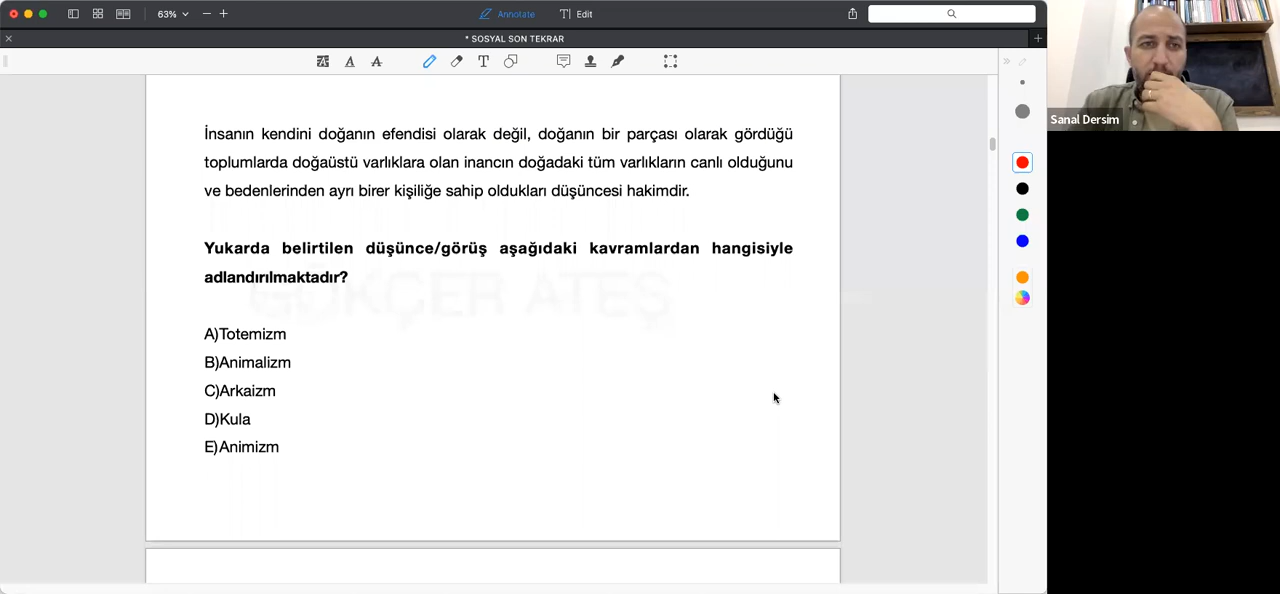 63%
Annotate
Edit
* SOSYAL SON TEKRAR
İnsanın kendini doğanın efendisi olarak değil, doğanın bir parçası olarak gördüğü
toplumlarda doğaüstü varlıklara olan inancın doğadaki tüm varlıkların canlı olduğunu
ve bedenlerinden ayrı birer kişiliğe sahip oldukları düşüncesi hakimdir.
Yukarda belirtilen düşünce/görüş aşağıdaki kavramlardan hangisiyle
adlandırılmaktadır?
GÖKÇER ATEŞ
A)Totemizm
B)Animalizm
C)Arkaizm
D)Kula
E)Animizm
Sanal Dersim